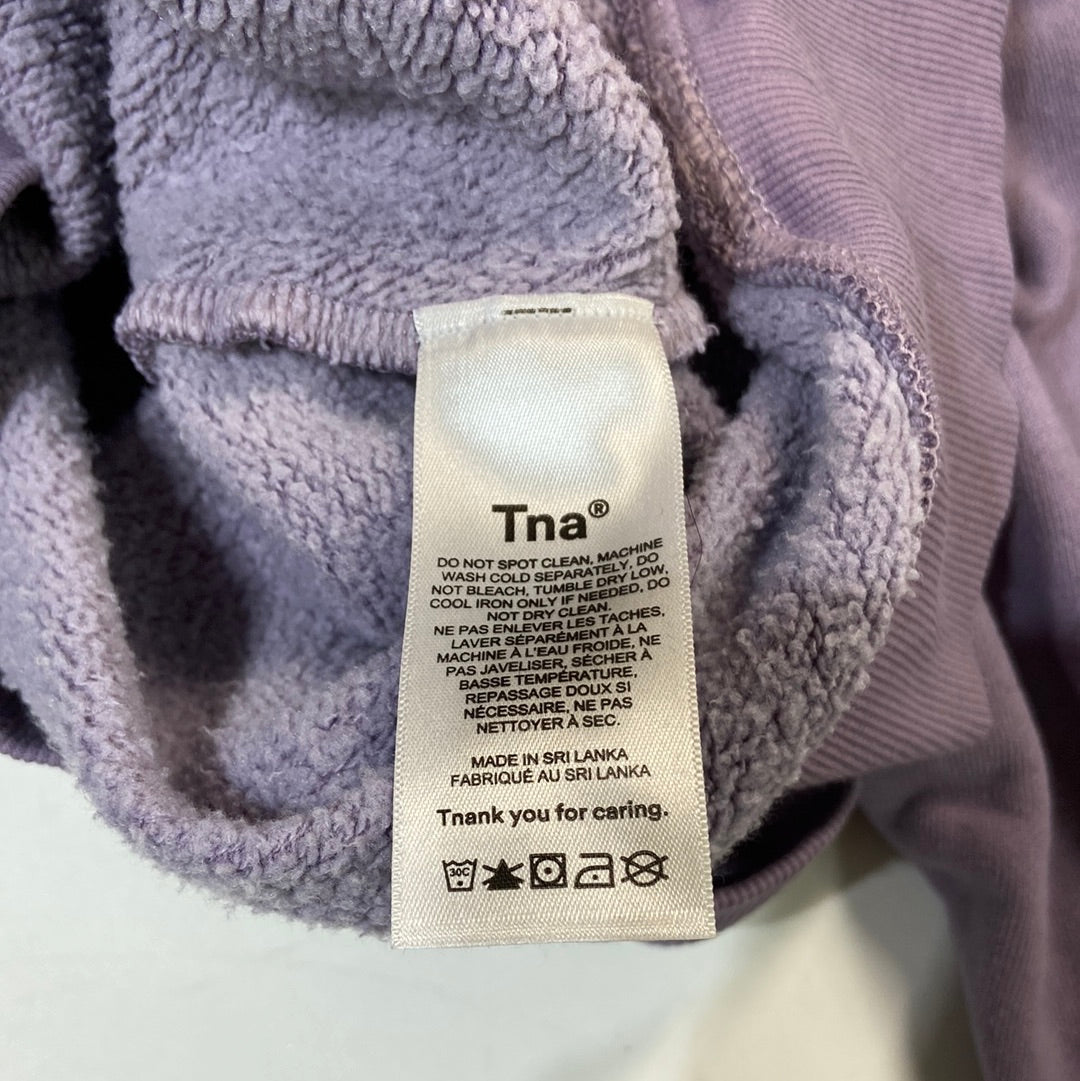 Tna®
DO NOT SPOT CLEAN, MACHINE
WASH COLD SEPARATELY, DO
NOT BLEACH, TUMBLE DRY LOW,
COOL IRON ONLY IF NEEDED, DO
NOT DRY CLEAN.
NE PAS ENLEVER LES TACHES.
LAVER SÉPARÉMENT À LA
MACHINE À L'EAU FROIDE, NE
PAS JAVELISER, SÉCHER À
BASSE TEMPÉRATURE,
REPASSAGE DOUX SI
NÉCESSAIRE, NE PAS
NETTOYER À SEC.
MADE IN SRI LANKA
FABRIQUÉ AU SRI LANKA
Tnank you for caring.
30C